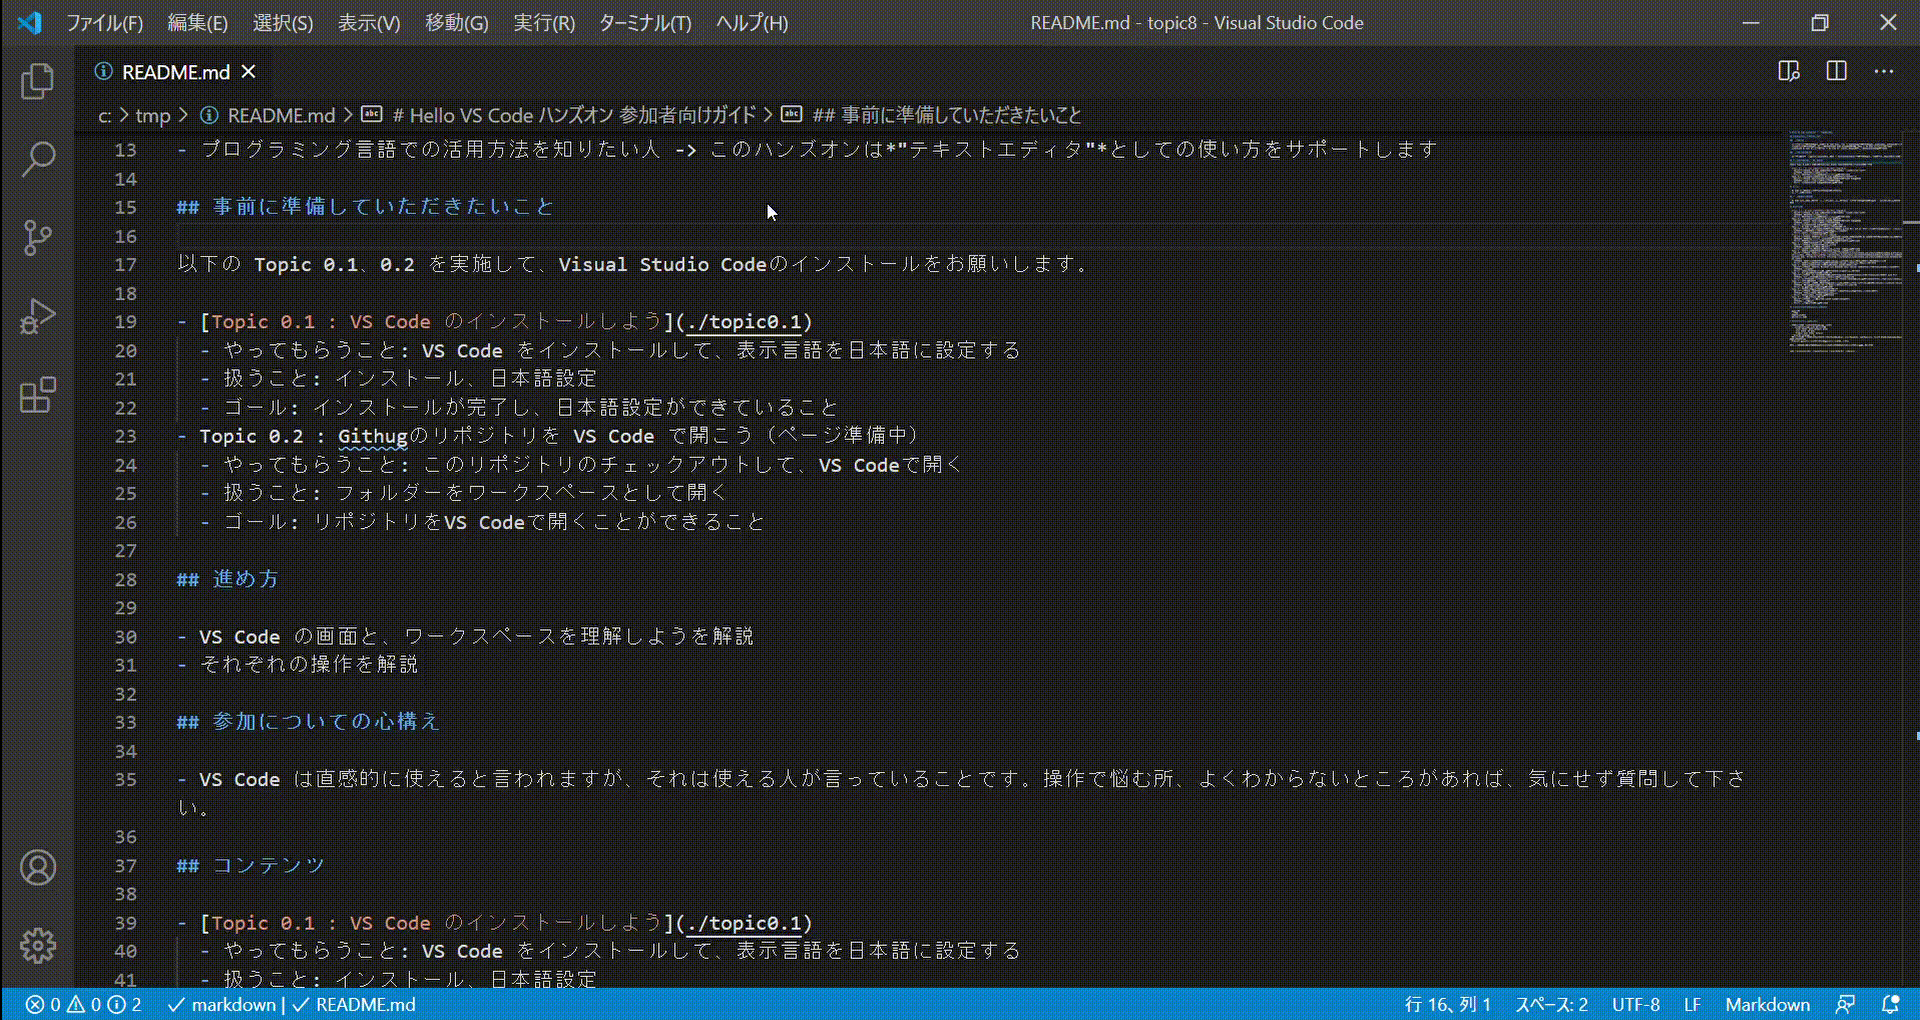 ファイル(F) 編集(E) 選択(S) 表示(V) 移動(G) 実行(R) ターミナル(T) ヘルプ(H) README.md - topic8 - Visual Studio Code
README.md
c: > tmp > README.md > # Hello VS Code ハンズオン 参加者向けガイド > ## 事前に準備していただきたいこと
13 - プログラミング言語での活用方法を知りたい人 -> このハンズオンは*"テキストエディタ"*としての使い方をサポートします
14
15 ## 事前に準備していただきたいこと
16
17 以下の Topic 0.1、0.2 を実施して、Visual Studio Codeのインストールをお願いします。
18
19 - [Topic 0.1 : VS Code のインストールしよう](./topic0.1)
20 - やってもらうこと: VS Code をインストールして、表示言語を日本語に設定する
21 - 扱うこと: インストール、日本語設定
22 - ゴール: インストールが完了し、日本語設定ができていること
23 - Topic 0.2 : Githugのリポジトリを VS Code で開こう（ページ準備中）
24 - やってもらうこと: このリポジトリのチェックアウトして、VS Codeで開く
25 - 扱うこと: フォルダーをワークスペースとして開く
26 - ゴール: リポジトリをVS Codeで開くことができること
27
28 ## 進め方
29
30 - VS Code の画面と、ワークスペースを理解しようを解説
31 - それぞれの操作を解説
32
33 ## 参加についての心構え
34
35 - VS Code は直感的に使えると言われますが、それは使える人が言っていることです。操作で悩む所、よくわからないところがあれば、気にせず質問して下さ
い。
36
37 ## コンテンツ
38
39 - [Topic 0.1 : VS Code のインストールしよう](./topic0.1)
40 - やってもらうこと: VS Code をインストールして、表示言語を日本語に設定する
41 - 扱うこと: インストール、日本語設定
0 0 2 markdown | README.md 行 16、列 1 スペース: 2 UTF-8 LF Markdown